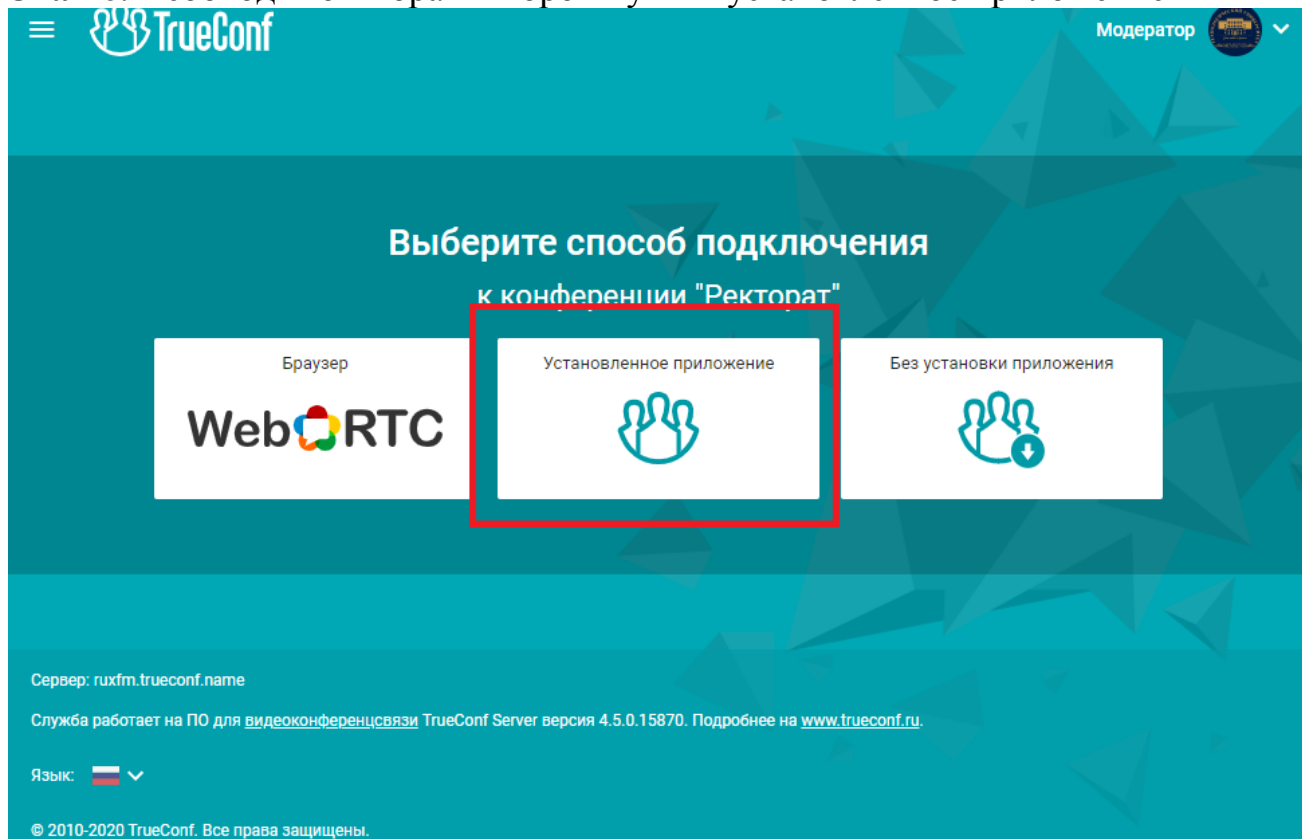 TrueConf
Модератор
Выберите способ подключения
к конференции "Ректорат"
Браузер
Установленное приложение
Без установки приложения
WebRTC
Сервер: ruxfm.trueconf.name
Служба работает на ПО для видеоконференцсвязи TrueConf Server версия 4.5.0.15870. Подробнее на www.trueconf.ru.
Язык:
© 2010-2020 TrueConf. Все права защищены.